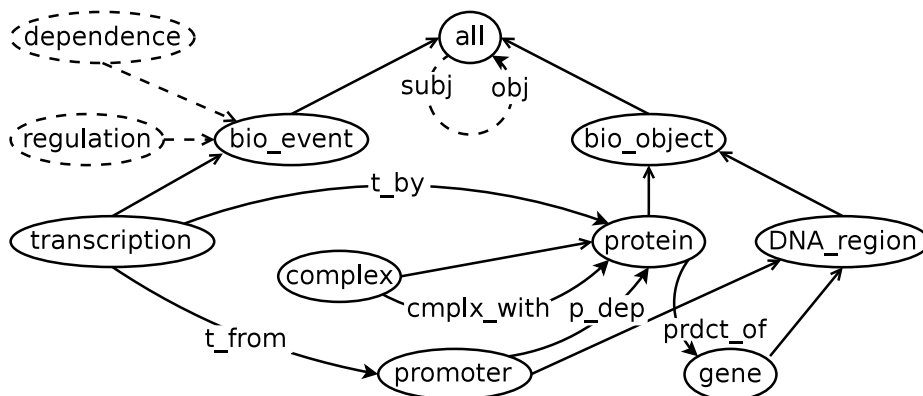 dependence
all
subj
obj
regulation
bio_event
bio_object
t_by
transcription
protein
DNA_region
complex
cmplx_with
p_dep
t_from
prdct_of
promoter
gene